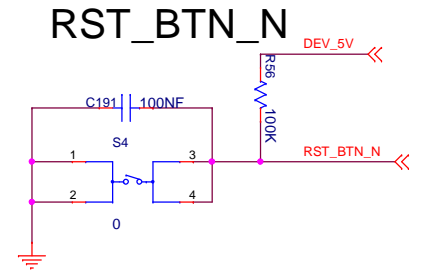 RST_BTN_N
DEV_5V
R56
100K
C191
100NF
S4
1
3
RST_BTN_N
2
4
0